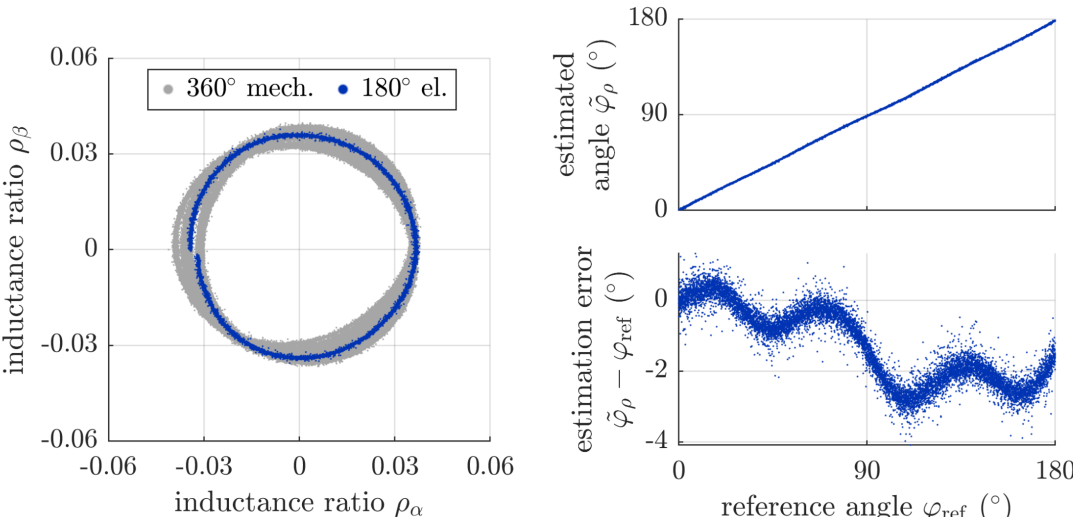 0.06
0.03
0
-0.03
-0.06
-0.06
-0.03
0
0.03
0.06
inductance ratio ρβ
inductance ratio ρα
360° mech.
180° el.
180
90
0
estimated
angle φ̃ρ (°)
0
-2
-4
estimation error
φ̃ρ − φref (°)
0
90
180
reference angle φref (°)